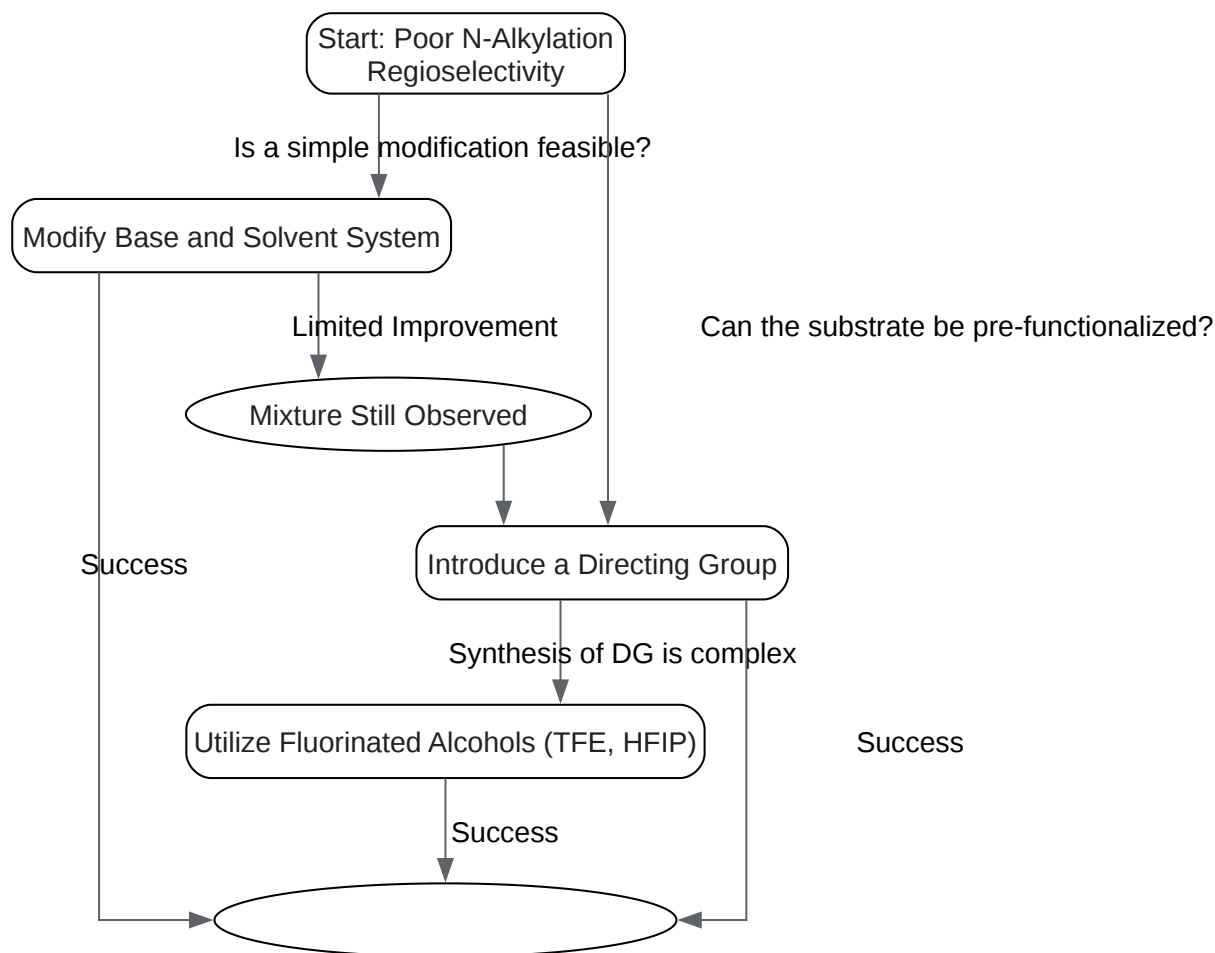 Start: Poor N-Alkylation
Regioselectivity
Is a simple modification feasible?
Modify Base and Solvent System
Limited Improvement
Can the substrate be pre-functionalized?
Mixture Still Observed
Success
Introduce a Directing Group
Synthesis of DG is complex
Utilize Fluorinated Alcohols (TFE, HFIP)
Success
Success